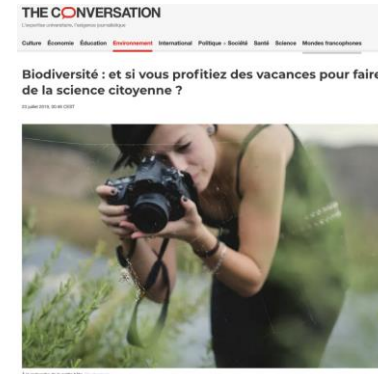 THE CONVERSATION
L'expertise universitaire, l'exigence journalistique
Culture Économie Éducation Environnement International Politique + Société Santé Science Mondes francophones
Biodiversité : et si vous profitiez des vacances pour faire
de la science citoyenne ?